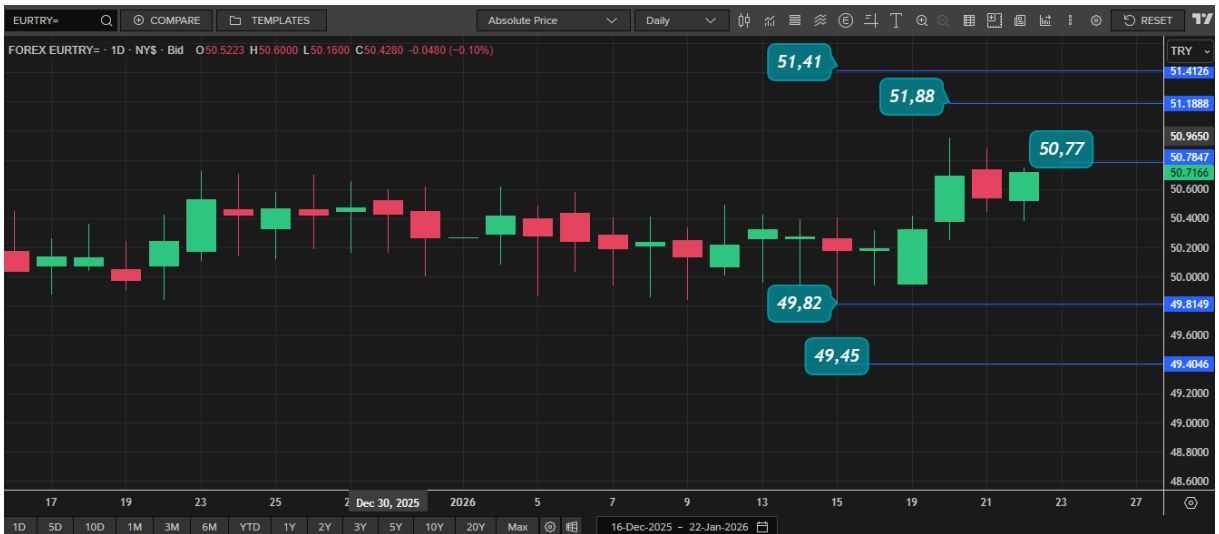 EURTRY=
COMPARE
TEMPLATES
Absolute Price
Daily
RESET
FOREX EURTRY= · 1D · NY$ · Bid O50.5223 H50.6000 L50.1600 C50.4280 -0.0480 (−0.10%)
TRY
51,41
51.4126
51,88
51.1888
50.9650
50,77
50.7847
50.7166
50.6000
50.4000
50.2000
50.0000
49,82
49.8149
49.6000
49,45
49.4046
49.2000
49.0000
48.8000
48.6000
17 19 23 25 2 Dec 30, 2025 2026 5 7 9 13 15 19 21 23 27
1D 5D 10D 1M 3M 6M YTD 1Y 2Y 3Y 5Y 10Y 20Y Max 16-Dec-2025 - 22-Jan-2026